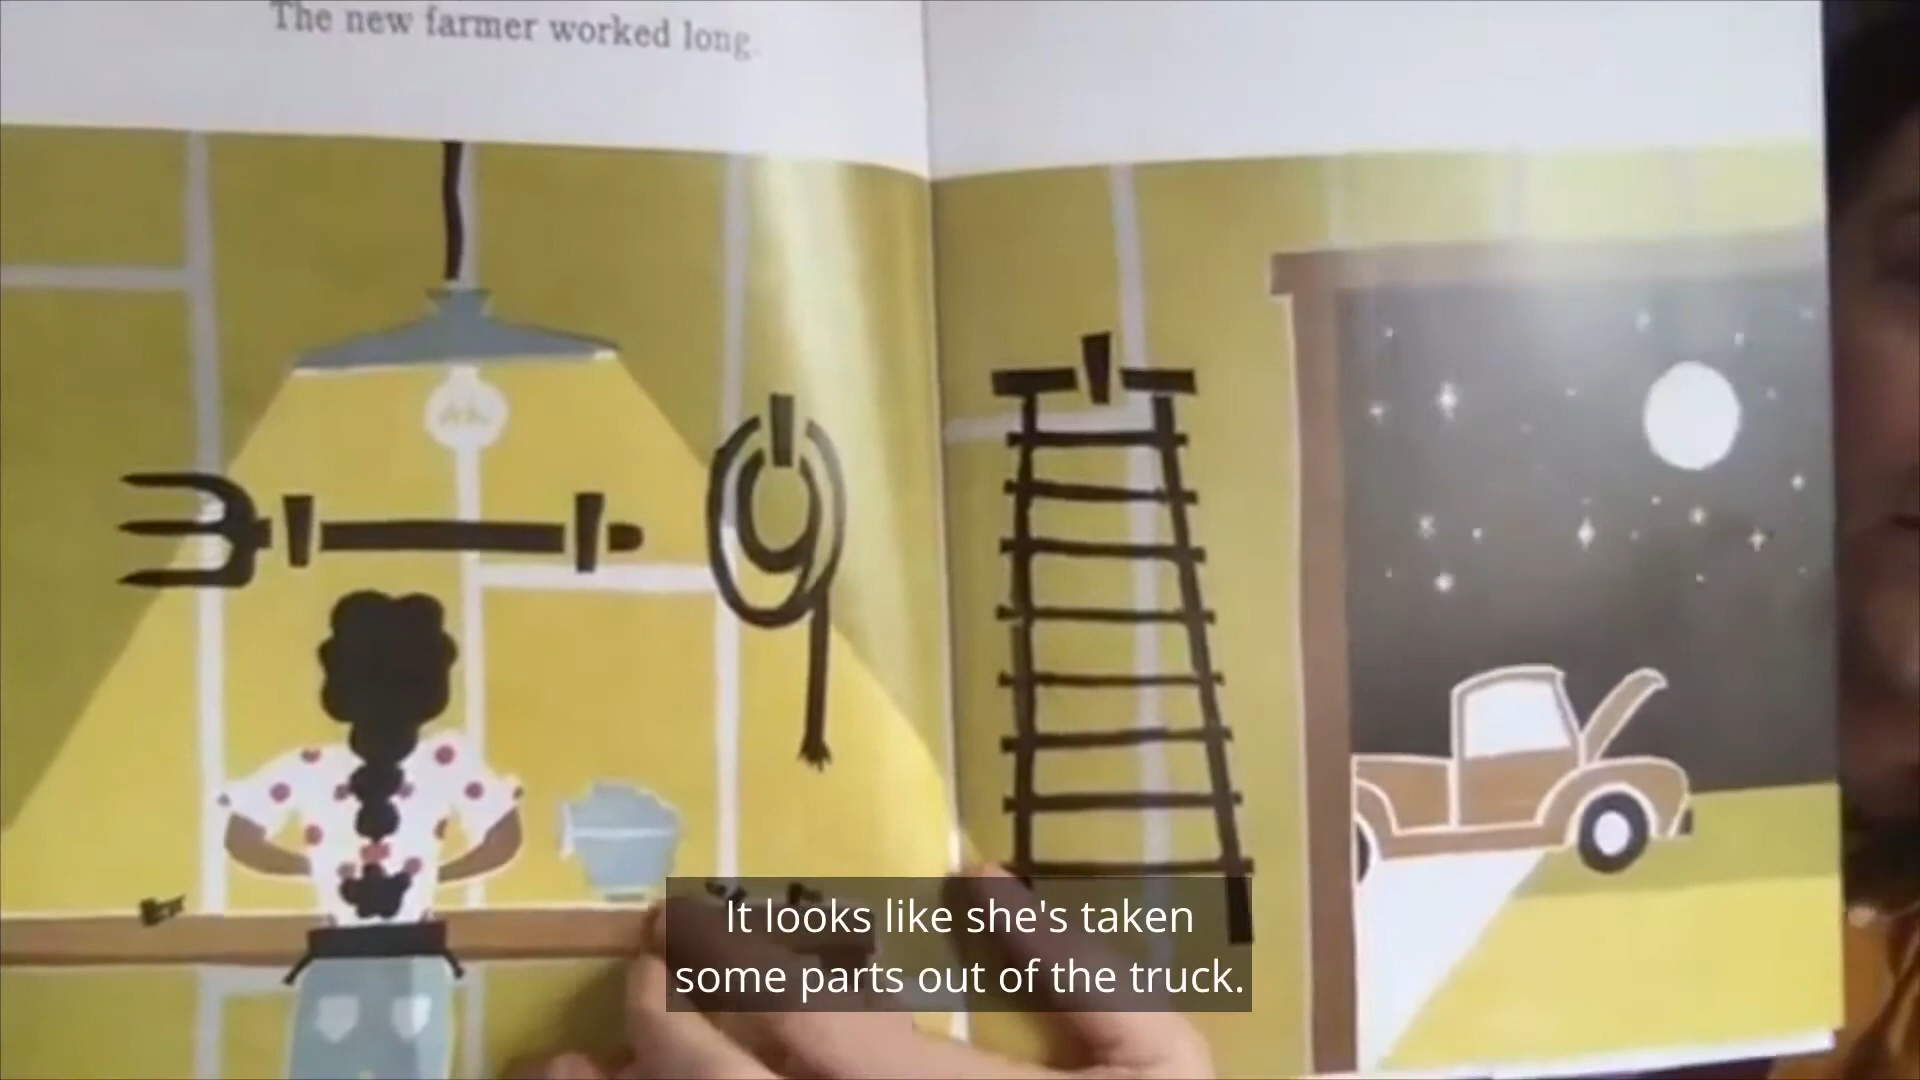 The new farmer worked long.
It looks like she's taken
some parts out of the truck.